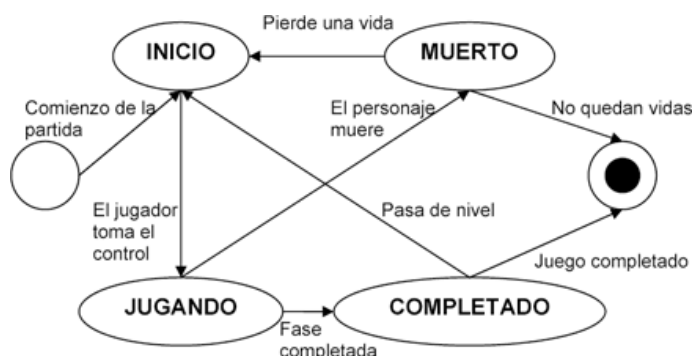 Pierde una vida
INICIO
MUERTO
Comienzo de la
partida
El personaje
muere
No quedan vidas
El jugador
toma el
control
Pasa de nivel
Juego completado
JUGANDO
COMPLETADO
Fase
completada